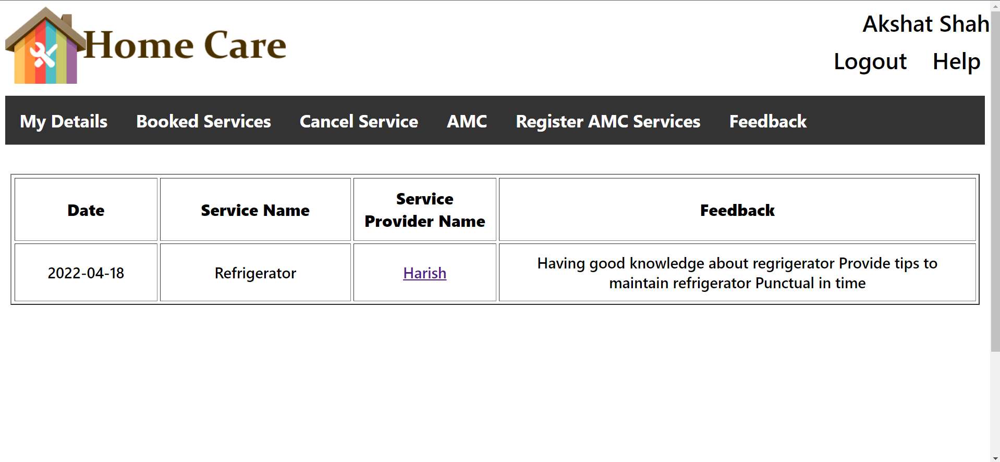 Home Care
Akshat Shah
Logout Help
My Details Booked Services Cancel Service AMC Register AMC Services Feedback
Date
Service Name
Service
Provider Name
Feedback
2022-04-18
Refrigerator
Harish
Having good knowledge about regrigerator Provide tips to
maintain refrigerator Punctual in time